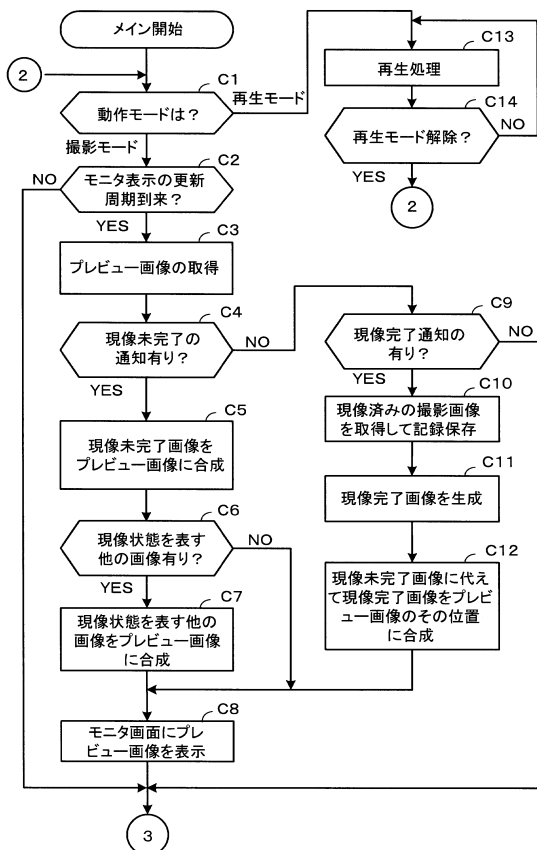 メイン開始
2
C1
動作モードは?
再生モード
撮影モード
C2
NO
モニタ表示の更新
周期到来?
YES
C3
プレビュー画像の取得
C4
現像未完了の
通知有り?
NO
YES
C5
現像未完了画像を
プレビュー画像に合成
C6
現像状態を表す
他の画像有り?
NO
YES
C7
現像状態を表す他の
画像をプレビュー画像
に合成
C8
モニタ画面にプレ
ビュー画像を表示
3
C13
再生処理
C14
再生モード解除?
NO
YES
2
C9
現像完了通知の
有り?
NO
YES
C10
現像済みの撮影画像
を取得して記録保存
C11
現像完了画像を生成
C12
現像未完了画像に代え
て現像完了画像をプレビ
ュー画像のその位置
に合成